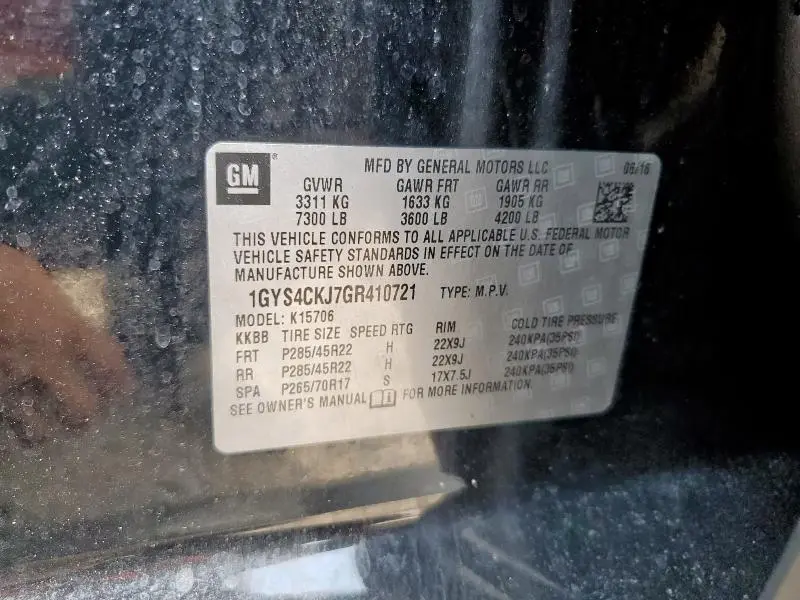 GM ® MFD BY GENERAL MOTORS LLC 06/16
GVWR GAWR FRT GAWR RR
3311 KG 1633 KG 1905 KG
7300 LB 3600 LB 4200 LB
THIS VEHICLE CONFORMS TO ALL APPLICABLE U.S. FEDERAL MOTOR
VEHICLE SAFETY STANDARDS IN EFFECT ON THE DATE OF
MANUFACTURE SHOWN ABOVE.
1GYS4CKJ7GR410721 TYPE: M.P.V.
MODEL: K15706
KKBB TIRE SIZE SPEED RTG RIM COLD TIRE PRESSURE
FRT P285/45R22 H 22X9J 240KPA(35PSI)
RR P285/45R22 H 22X9J 240KPA(35PSI)
SPA P265/70R17 S 17X7.5J 240KPA(35PSI)
SEE OWNER'S MANUAL FOR MORE INFORMATION.